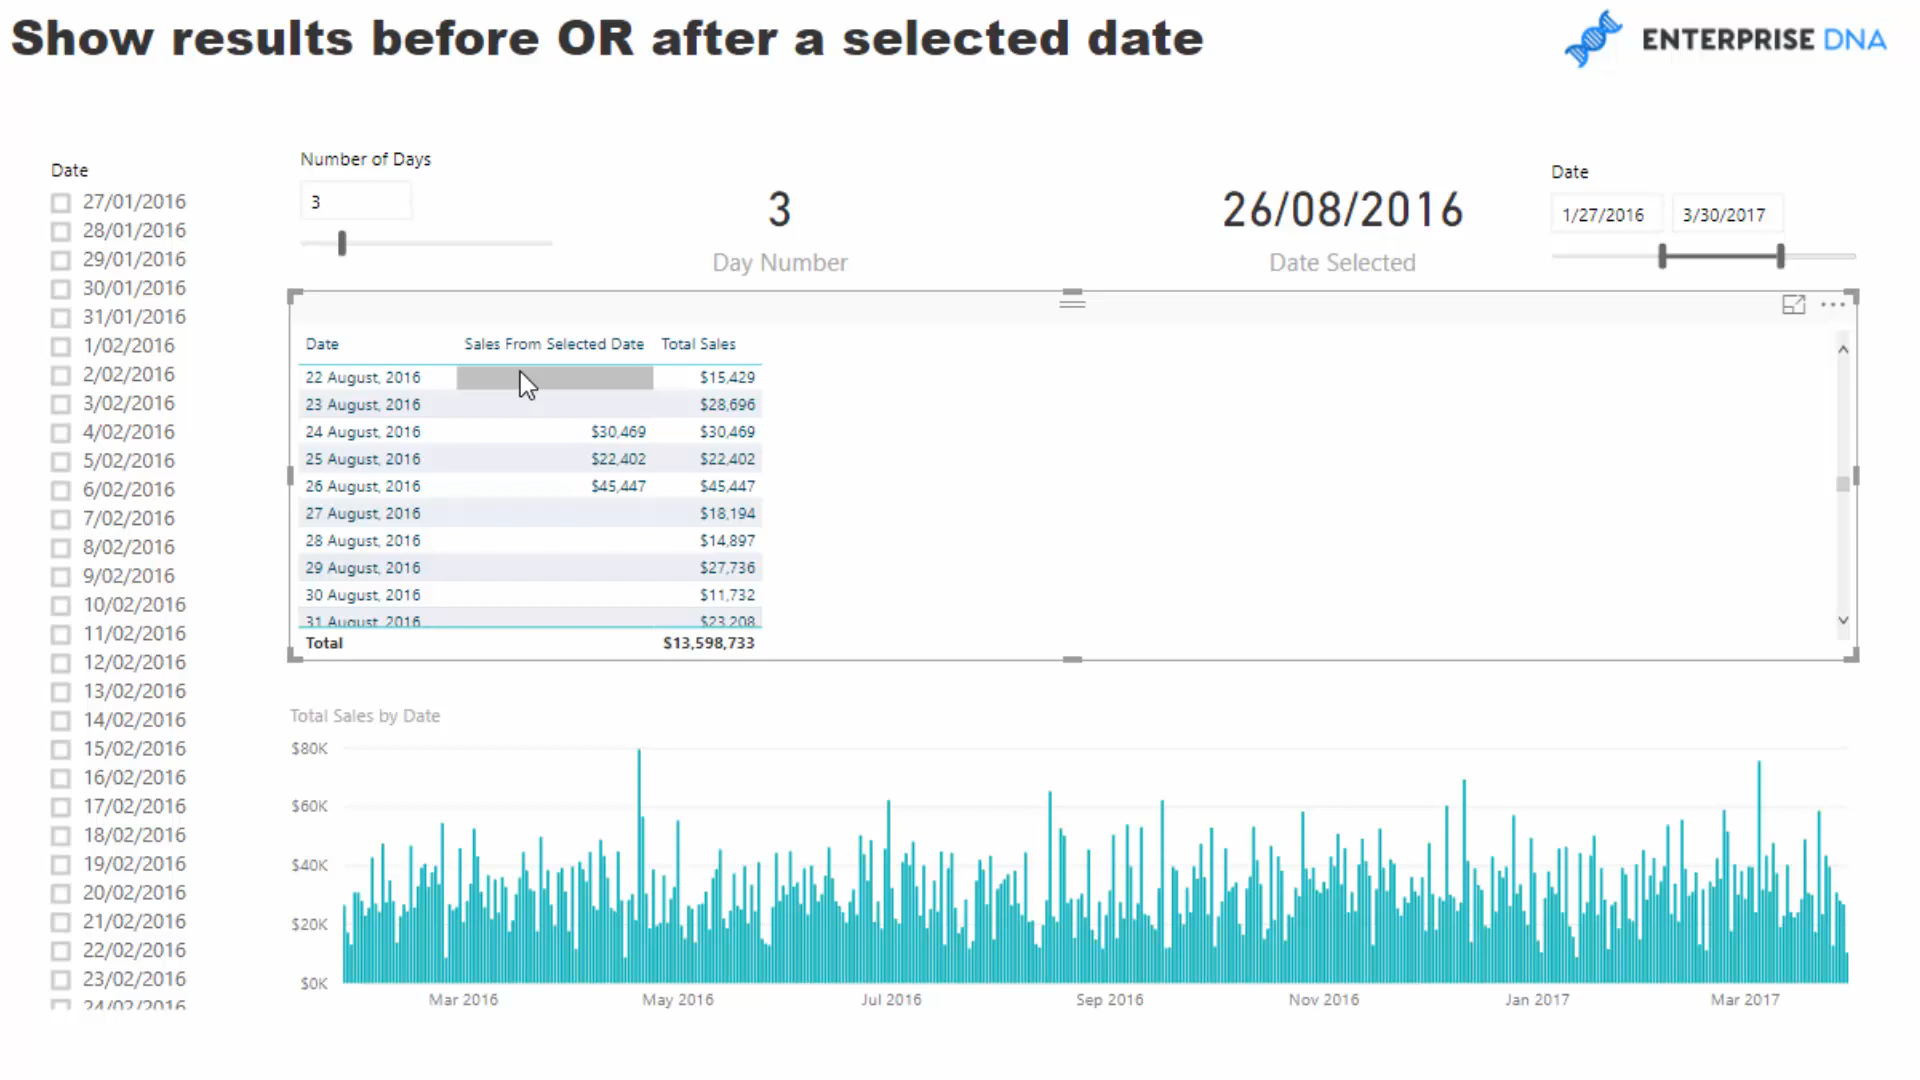 Show results before OR after a selected date
ENTERPRISE DNA
Date
27/01/2016
28/01/2016
29/01/2016
30/01/2016
31/01/2016
1/02/2016
2/02/2016
3/02/2016
4/02/2016
5/02/2016
6/02/2016
7/02/2016
8/02/2016
9/02/2016
10/02/2016
11/02/2016
12/02/2016
13/02/2016
14/02/2016
15/02/2016
16/02/2016
17/02/2016
18/02/2016
19/02/2016
20/02/2016
21/02/2016
22/02/2016
23/02/2016
24/02/2016
Number of Days
3
3
Day Number
26/08/2016
Date Selected
Date
1/27/2016 3/30/2017
Date Sales From Selected Date Total Sales
22 August, 2016 $15,429
23 August, 2016 $28,696
24 August, 2016 $30,469 $30,469
25 August, 2016 $22,402 $22,402
26 August, 2016 $45,447 $45,447
27 August, 2016 $18,194
28 August, 2016 $14,897
29 August, 2016 $27,736
30 August, 2016 $11,732
31 August, 2016 $23,208
Total $13,598,733
Total Sales by Date
$80K
$60K
$40K
$20K
$0K
Mar 2016 May 2016 Jul 2016 Sep 2016 Nov 2016 Jan 2017 Mar 2017